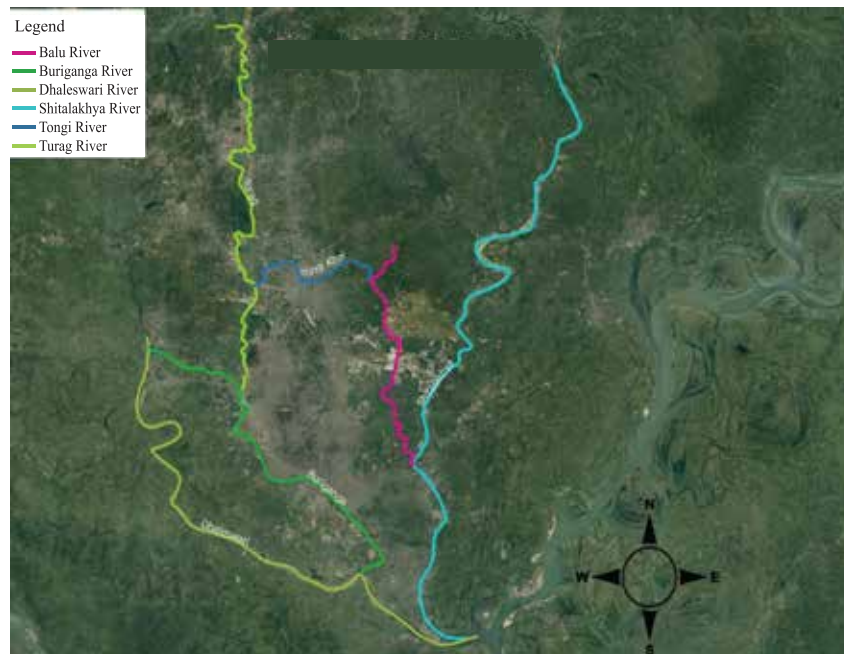 Legend
Balu River
Buriganga River
Dhaleswari River
Shitalakhya River
Tongi River
Turag River
N
W
E
S